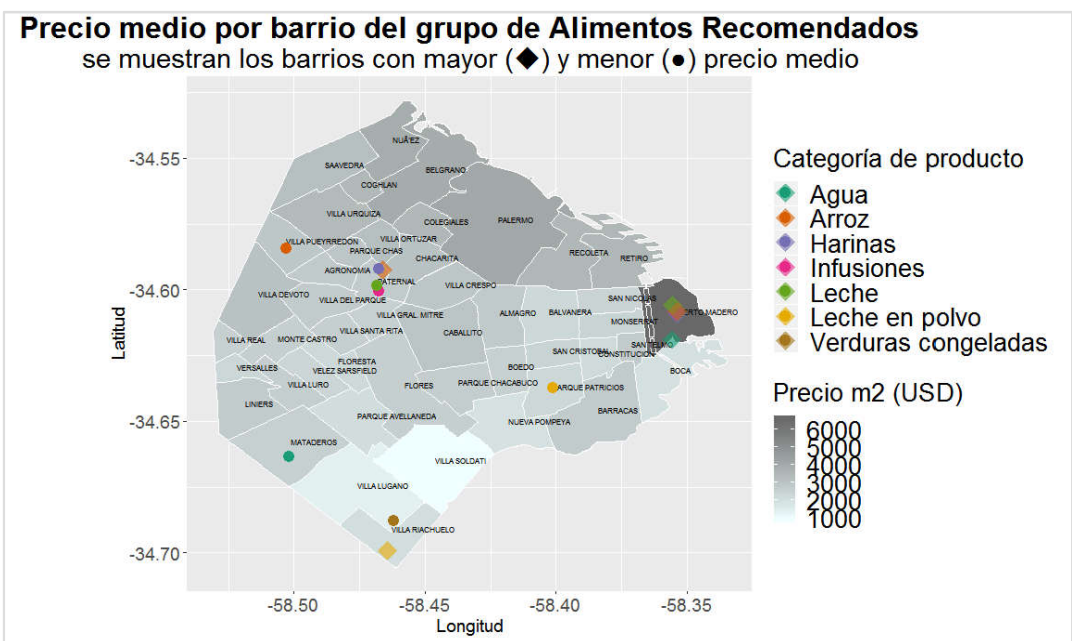 Precio medio por barrio del grupo de Alimentos Recomendados
se muestran los barrios con mayor (◆) y menor (●) precio medio
-34.55
-34.60
-34.65
-34.70
Latitud
-58.50
-58.45
-58.40
-58.35
Longitud
NUA'EZ
SAAVEDRA
BELGRANO
COGHLAN
VILLA URQUIZA
COLEGIALES
PALERMO
VILLA PUEYRREDON
VILLA ORTUZAR
PARQUE CHAS
CHACARITA
RECOLETA
RETIRO
AGRONOMIA
PATERNAL
VILLA CRESPO
VILLA DEVOTO
VILLA DEL PARQUE
SAN NICOLAS
VILLA GRAL. MITRE
ALMAGRO
BALVANERA
ERTO MADERO
MONSERRAT
VILLA SANTA RITA
CABALLITO
VILLA REAL
MONTE CASTRO
SAN TELMO
SAN CRISTOBAL
CONSTITUCION
FLORESTA
VERSALLES
VELEZ SARSFIELD
BOEDO
BOCA
VILLA LURO
FLORES
PARQUE CHACABUCO
ARQUE PATRICIOS
LINIERS
BARRACAS
PARQUE AVELLANEDA
NUEVA POMPEYA
MATADEROS
VILLA SOLDATI
VILLA LUGANO
VILLA RIACHUELO
Categoría de producto
Agua
Arroz
Harinas
Infusiones
Leche
Leche en polvo
Verduras congeladas
Precio m2 (USD)
6000
5000
4000
3000
2000
1000